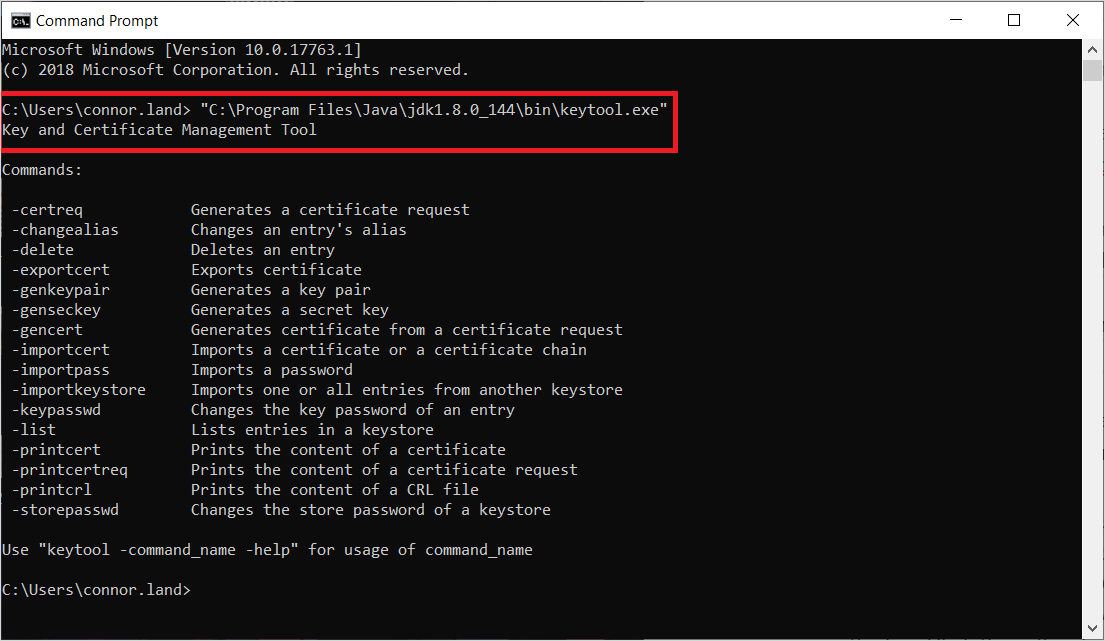 Command Prompt
Microsoft Windows [Version 10.0.17763.1]
(c) 2018 Microsoft Corporation. All rights reserved.
C:\Users\connor.land> "C:\Program Files\Java\jdk1.8.0_144\bin\keytool.exe"
Key and Certificate Management Tool
Commands:
-certreq Generates a certificate request
-changealias Changes an entry's alias
-delete Deletes an entry
-exportcert Exports certificate
-genkeypair Generates a key pair
-genseckey Generates a secret key
-gencert Generates certificate from a certificate request
-importcert Imports a certificate or a certificate chain
-importpass Imports a password
-importkeystore Imports one or all entries from another keystore
-keypasswd Changes the key password of an entry
-list Lists entries in a keystore
-printcert Prints the content of a certificate
-printcertreq Prints the content of a certificate request
-printcrl Prints the content of a CRL file
-storepasswd Changes the store password of a keystore
Use "keytool -command_name -help" for usage of command_name
C:\Users\connor.land>